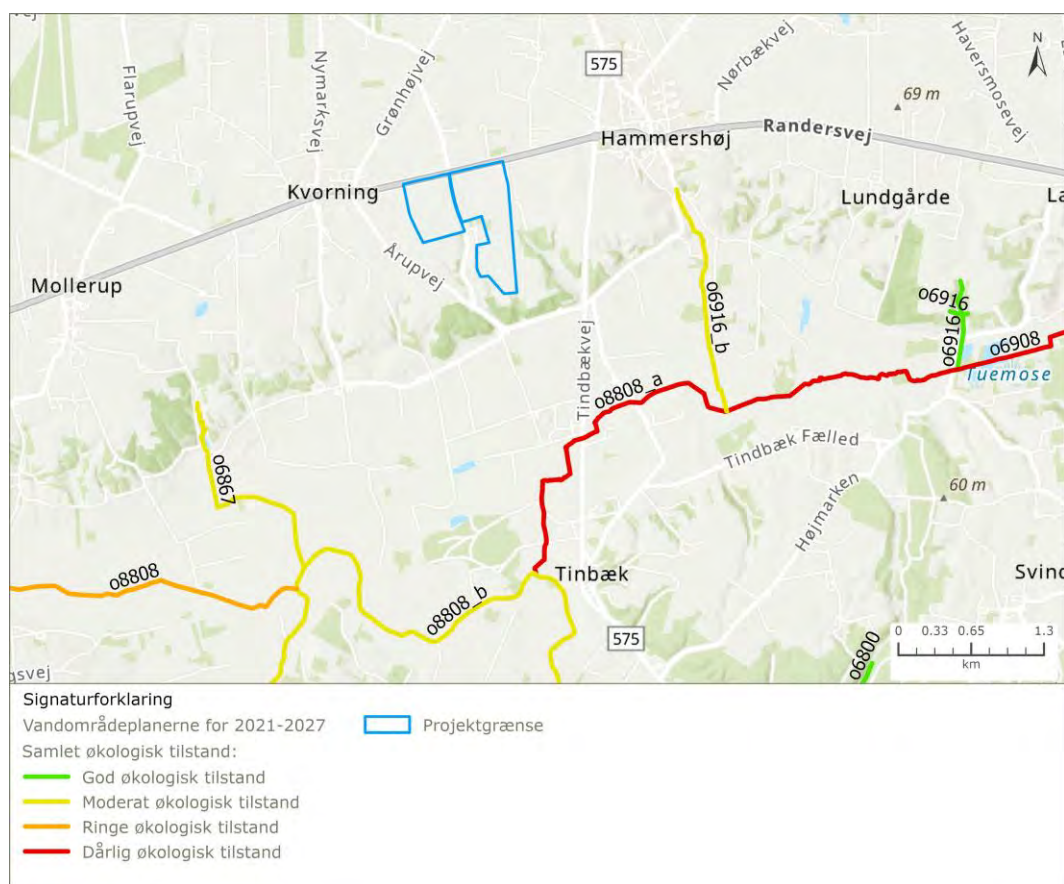 N
575
Nørbækvej
Haversmosevej
69 m
Flarupvej
Nymarksvej
Grønhøjvej
Hammershøj
Randersvej
Kvorning
Lundgårde
La
Årupvej
Mollerup
o6916
o6916
o6916_b
o6908
Tuemose
Tindbækvej
o8808_a
Tindbæk Fælled
o6867
Højmarken
60 m
o8808
Tinbæk
Svind
o8808_b
575
o6800
gsvej
0 0.33 0.65 1.3
km
Signaturforklaring
Vandområdeplanerne for 2021-2027 Projektgrænse
Samlet økologisk tilstand:
God økologisk tilstand
Moderat økologisk tilstand
Ringe økologisk tilstand
Dårlig økologisk tilstand